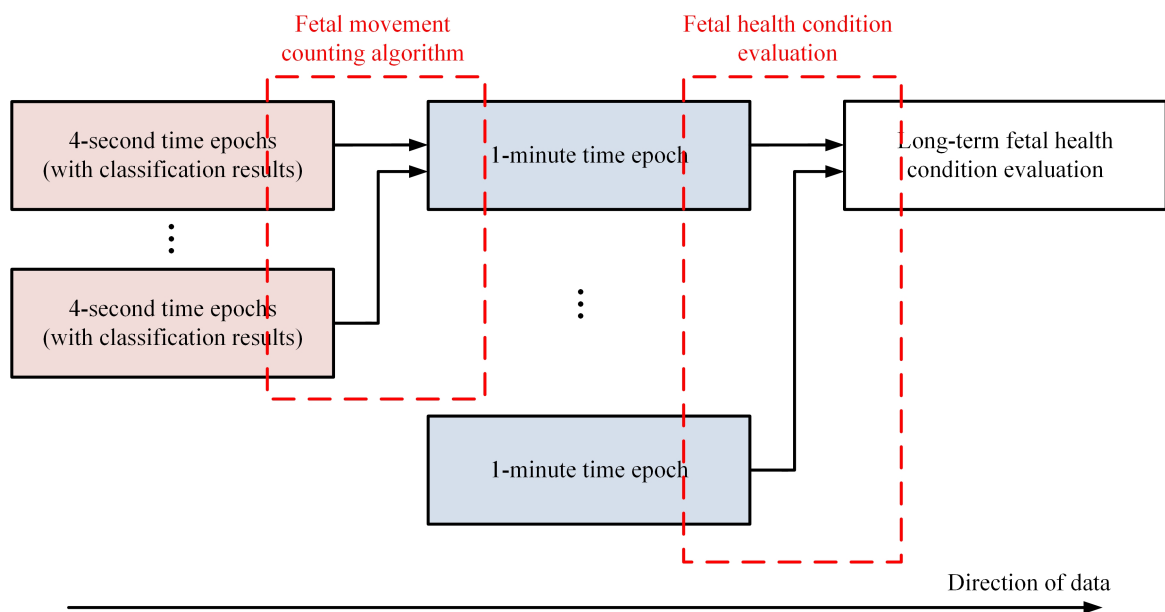 Fetal movement
counting algorithm
Fetal health condition
evaluation
4-second time epochs
(with classification results)
1-minute time epoch
Long-term fetal health
condition evaluation
4-second time epochs
(with classification results)
1-minute time epoch
Direction of data